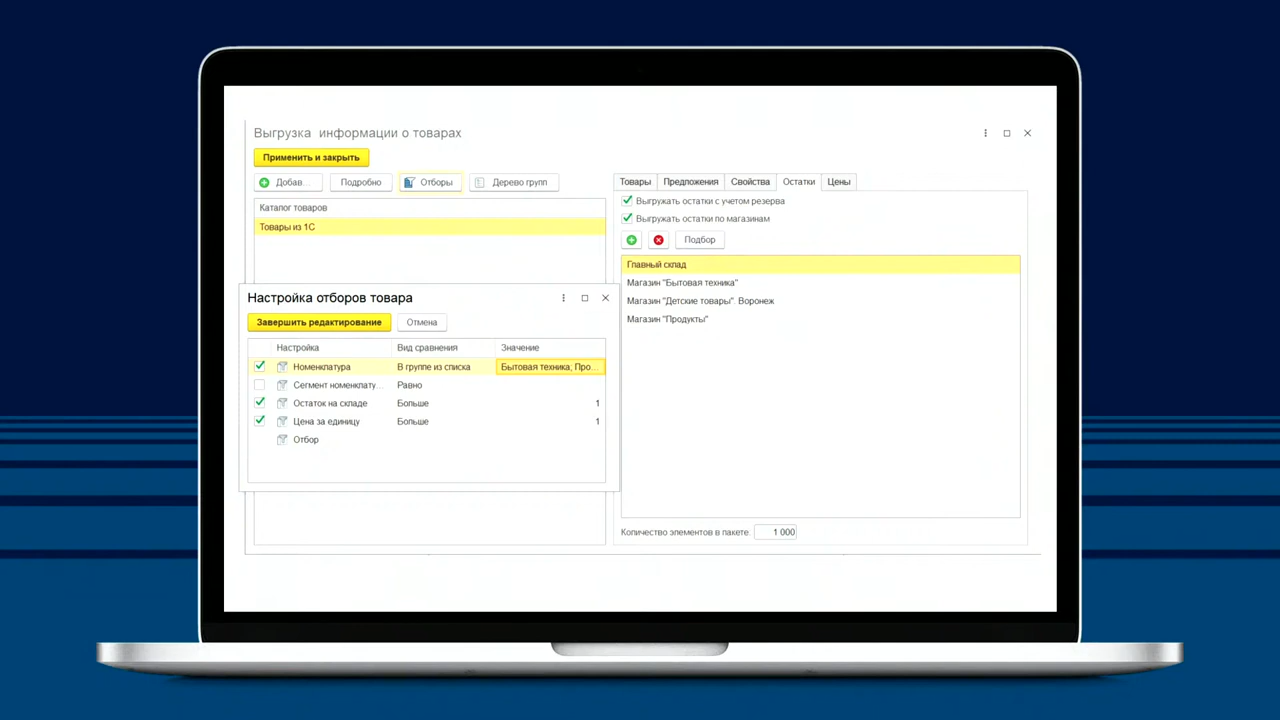 Выгрузка информации о товарах
Применить и закрыть
Добав... Подробно Отборы Дерево групп
Каталог товаров
Товары из 1С
Настройка отборов товара
Завершить редактирование Отмена
Настройка Вид сравнения Значение
Номенклатура В группе из списка Бытовая техника; Про...
Сегмент номенклату... Равно
Остаток на складе Больше 1
Цена за единицу Больше 1
Отбор
Товары Предложения Свойства Остатки Цены
Выгружать остатки с учетом резерва
Выгружать остатки по магазинам
Подбор
Главный склад
Магазин "Бытовая техника"
Магазин "Детские товары". Воронеж
Магазин "Продукты"
Количество элементов в пакете: 1 000